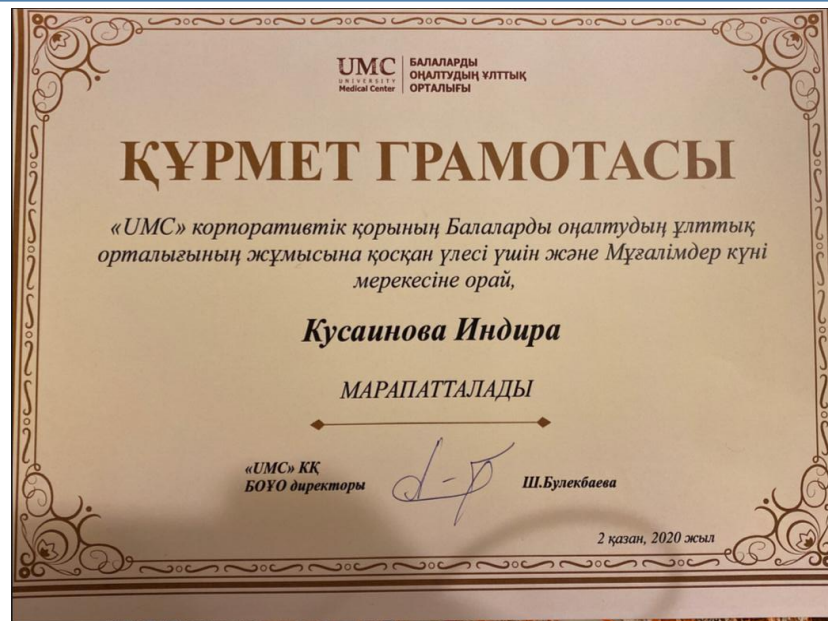 UMC
UNIVERSITY
Medical Center
БАЛАЛАРДЫ
ОҢАЛТУДЫҢ ҰЛТТЫҚ
ОРТАЛЫҒЫ
ҚҰРМЕТ ГРАМОТАСЫ
«UMC» корпоративтік қорының Балаларды оңалтудың ұлттық
орталығының жұмысына қосқан үлесі үшін және Мұғалімдер күні
мерекесіне орай,
Кусаинова Индира
МАРАПАТТАЛАДЫ
«UMC» КҚ
БОҰО директоры
Ш.Булекбаева
2 қазан, 2020 жыл